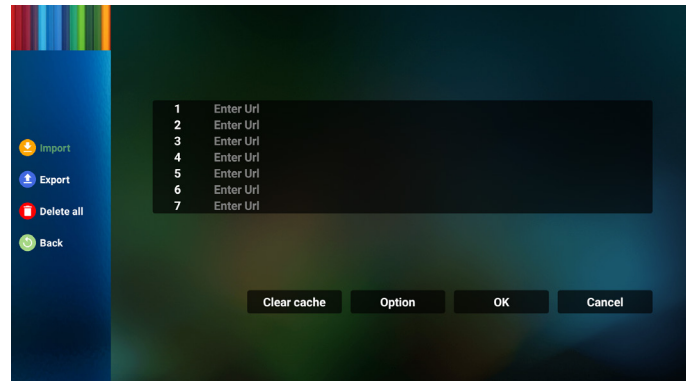 Import
Export
Delete all
Back
1 Enter Url
2 Enter Url
3 Enter Url
4 Enter Url
5 Enter Url
6 Enter Url
7 Enter Url
Clear cache Option OK Cancel